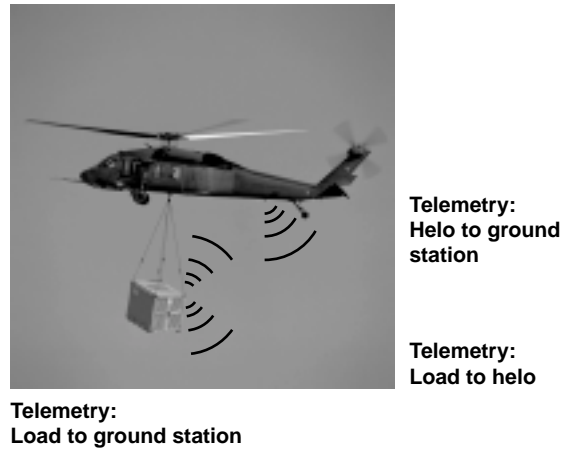 Telemetry:
Helo to ground
station
Telemetry:
Load to helo
Telemetry:
Load to ground station